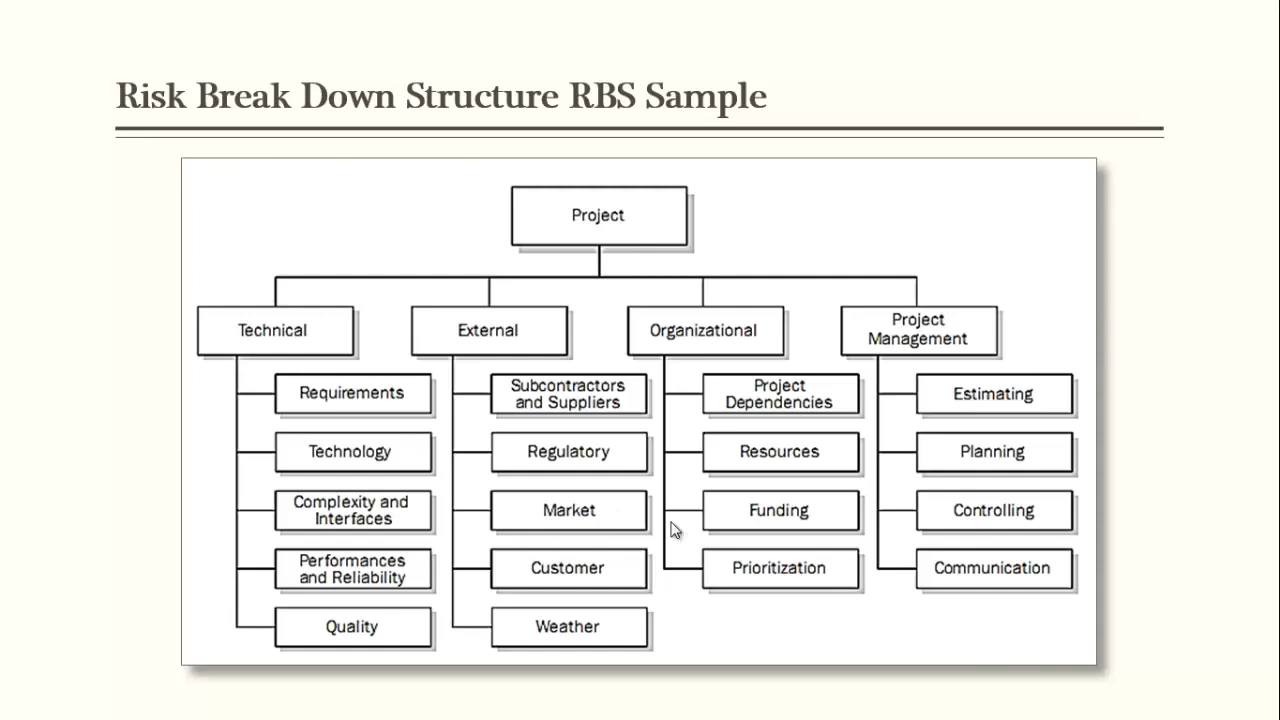 Risk Break Down Structure RBS Sample
Project
Technical
External
Organizational
Project
Management
Requirements
Technology
Complexity and
Interfaces
Performances
and Reliability
Quality
Subcontractors
and Suppliers
Regulatory
Market
Customer
Weather
Project
Dependencies
Resources
Funding
Prioritization
Estimating
Planning
Controlling
Communication